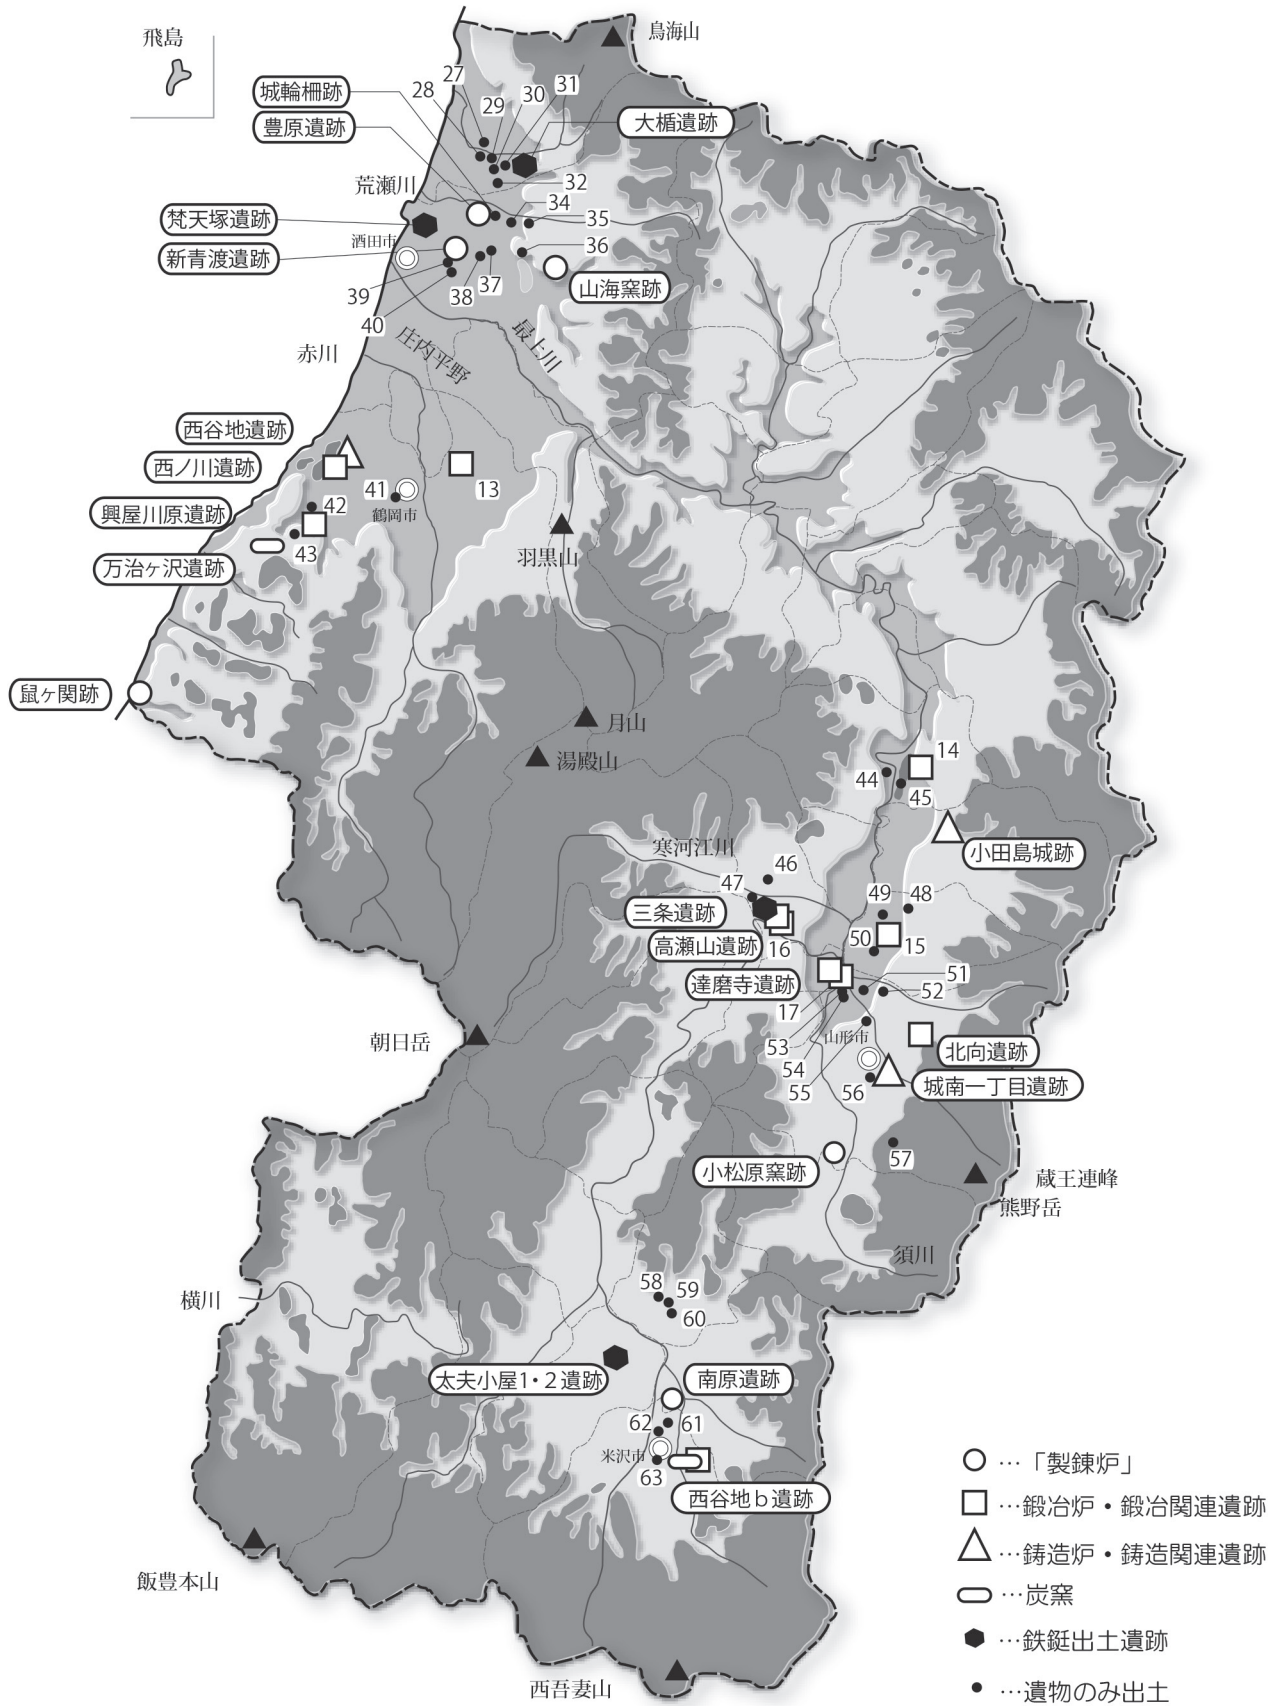 飛島
鳥海山
27
28
29
30
31
城輪柵跡
豊原遺跡
大楯遺跡
荒瀬川
32
34
35
梵天塚遺跡
酒田市
新青渡遺跡
36
山海窯跡
37
38
39
40
赤川
庄内平野
最上川
西谷地遺跡
西ノ川遺跡
13
41
鶴岡市
興屋川原遺跡
42
43
羽黒山
万治ヶ沢遺跡
鼠ヶ関跡
月山
湯殿山
14
44
45
小田島城跡
寒河江川
46
47
三条遺跡
49
48
高瀬山遺跡
16
50
15
達磨寺遺跡
51
52
17
53
山形市
54
55
56
北向遺跡
城南一丁目遺跡
朝日岳
小松原窯跡
57
蔵王連峰
熊野岳
須川
横川
58
59
60
太夫小屋1・2遺跡
南原遺跡
62
61
米沢市
63
西谷地b遺跡
飯豊本山
西吾妻山
…「製錬炉」
…鍛冶炉・鍛冶関連遺跡
…鋳造炉・鋳造関連遺跡
…炭窯
…鉄鋌出土遺跡
…遺物のみ出土